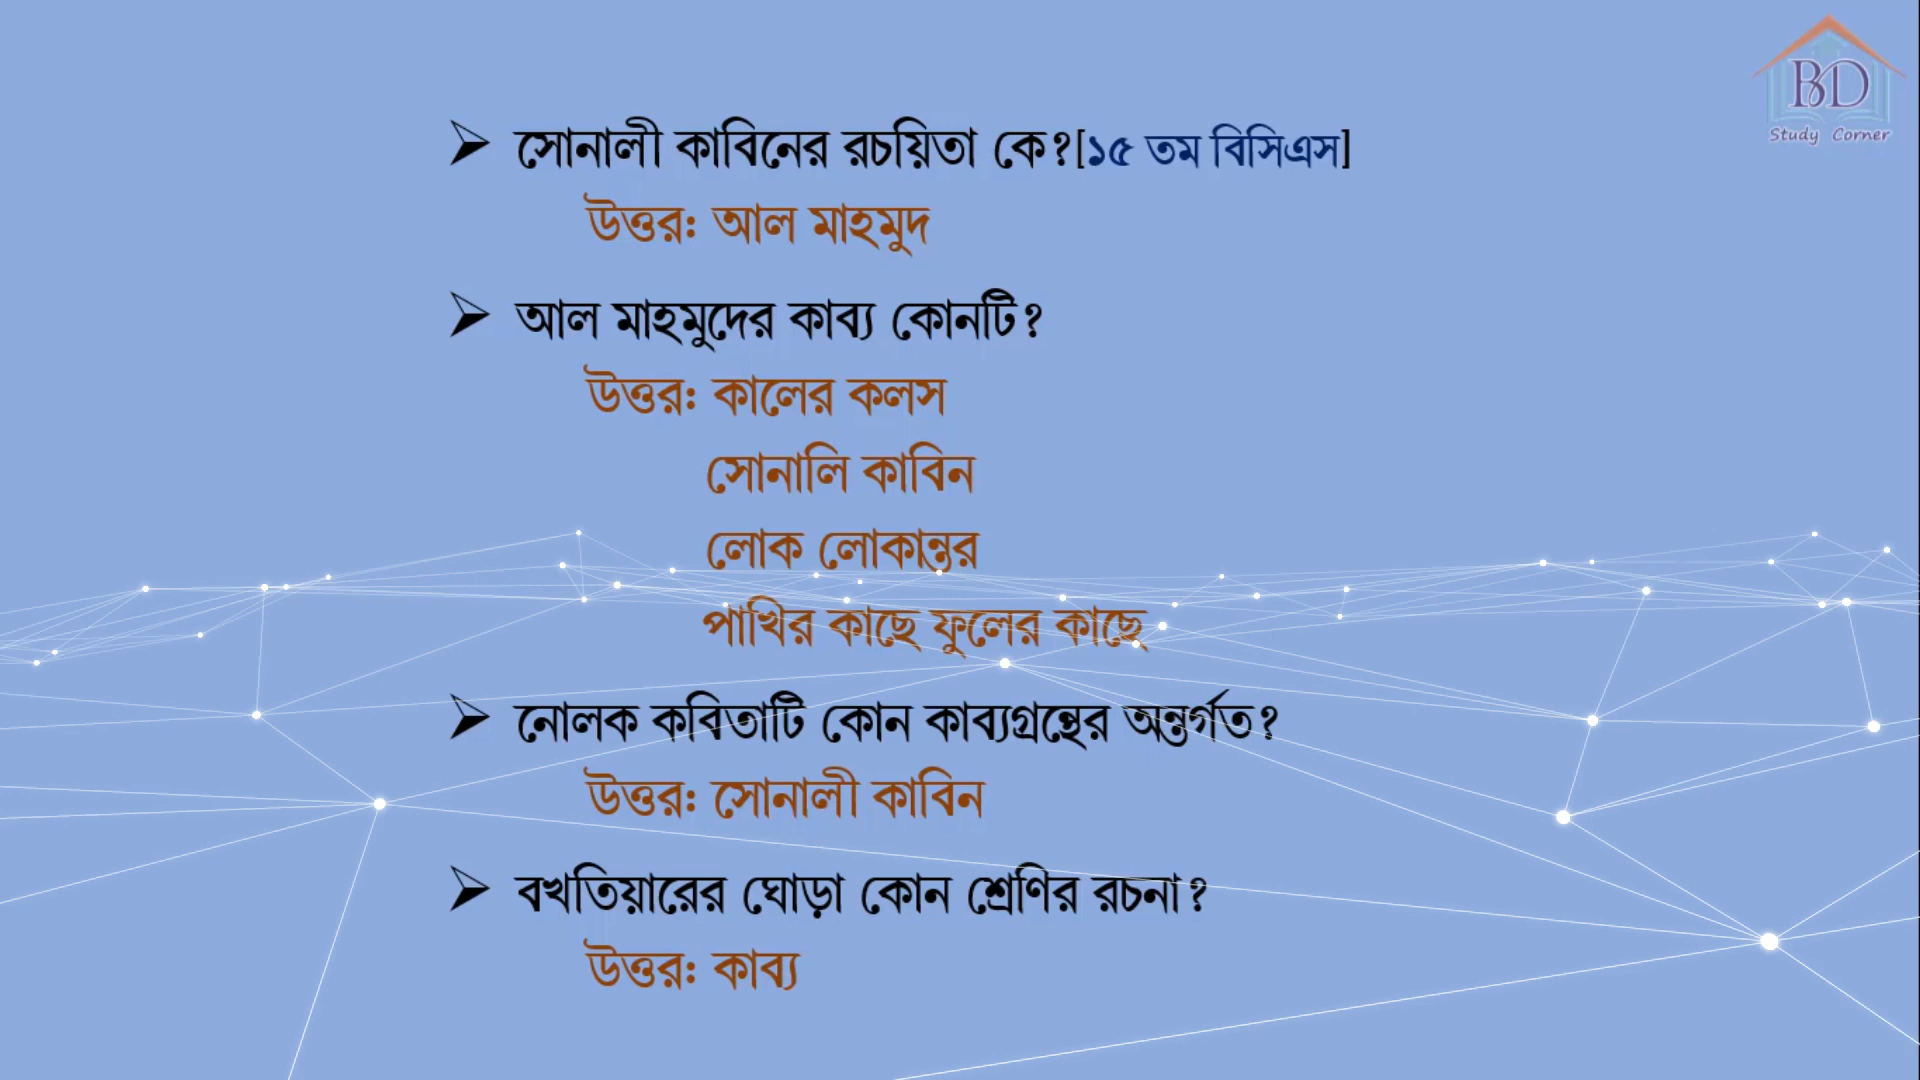 BD
Study Corner
➢ সোনালী কাবিনের রচয়িতা কে?[১৫ তম বিসিএস]
উত্তর: আল মাহমুদ
➢ আল মাহমুদের কাব্য কোনটি?
উত্তর: কালের কলস
সোনালি কাবিন
লোক লোকান্তর
পাখির কাছে ফুলের কাছে
➢ নোলক কবিতাটি কোন কাব্যগ্রন্থের অন্তর্গত?
উত্তর: সোনালী কাবিন
➢ বখতিয়ারের ঘোড়া কোন শ্রেণির রচনা?
উত্তর: কাব্য